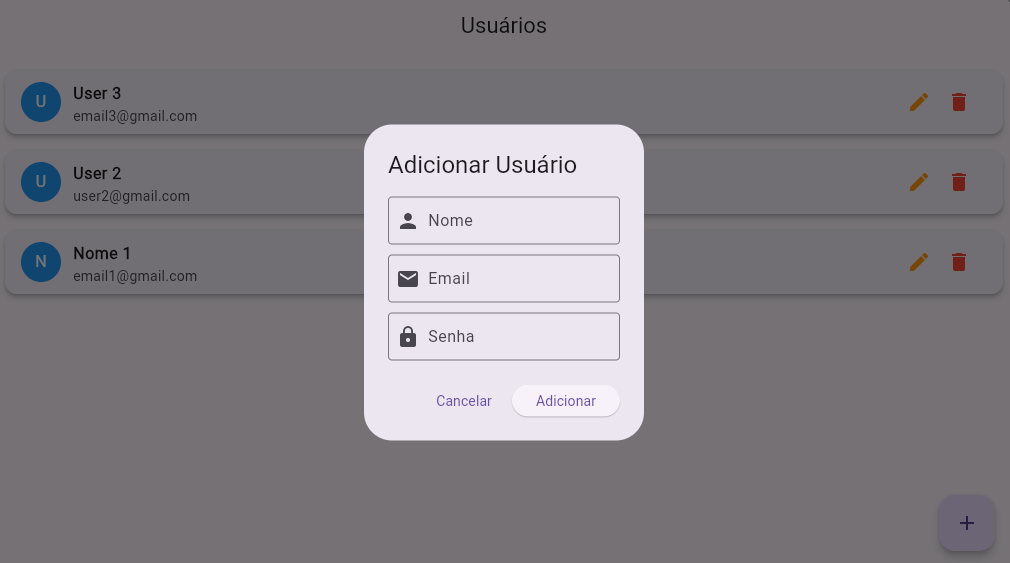 Usuários
U
User 3
email3@gmail.com
U
User 2
user2@gmail.com
N
Nome 1
email1@gmail.com
Adicionar Usuário
Nome
Email
Senha
Cancelar Adicionar